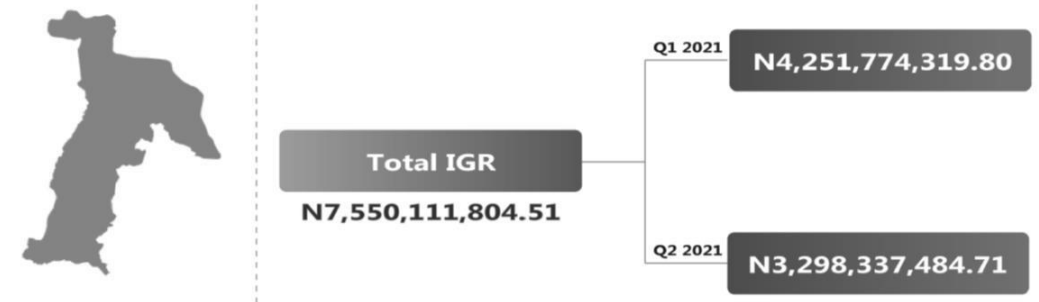 Q1 2021
N4,251,774,319.80
Total IGR
N7,550,111,804.51
Q2 2021
N3,298,337,484.71